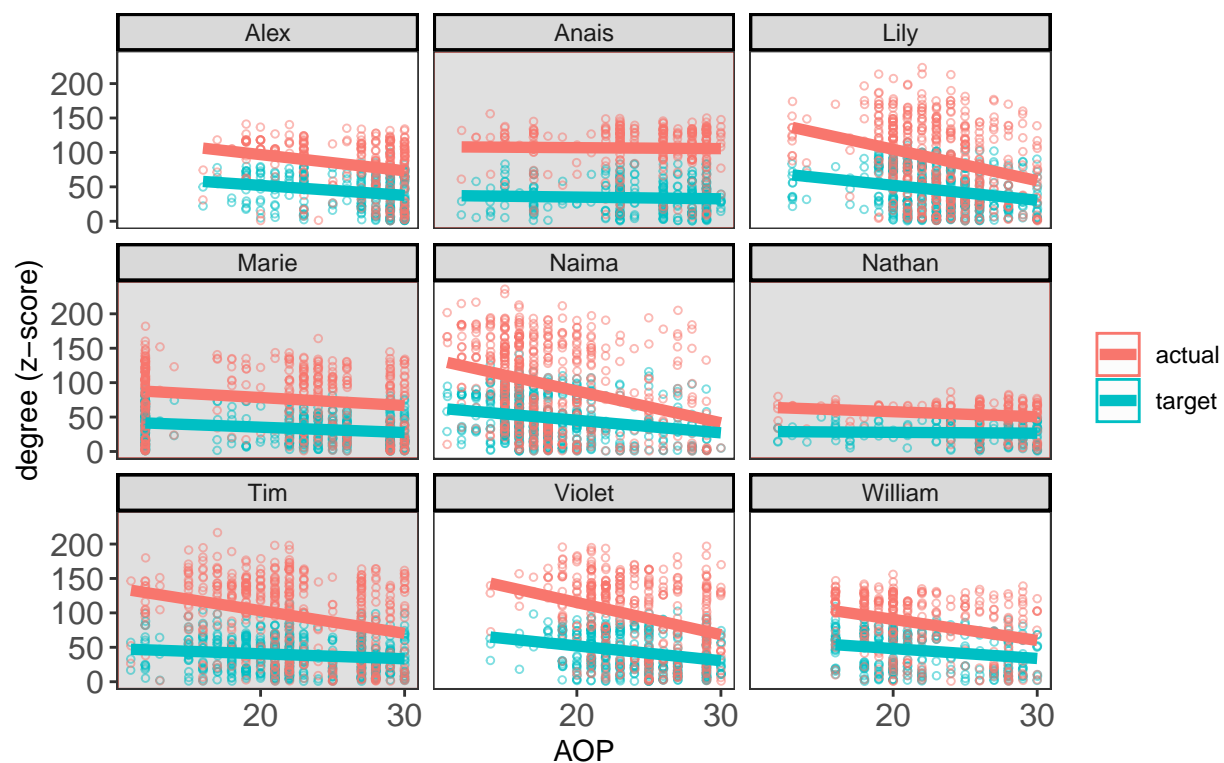 Alex Anais Lily
200
150
100
50
0
Marie Naima Nathan
200
150
100
50
0
Tim Violet William
200
150
100
50
0
20 30 20 30 20 30
AOP
degree (z−score)
actual
target